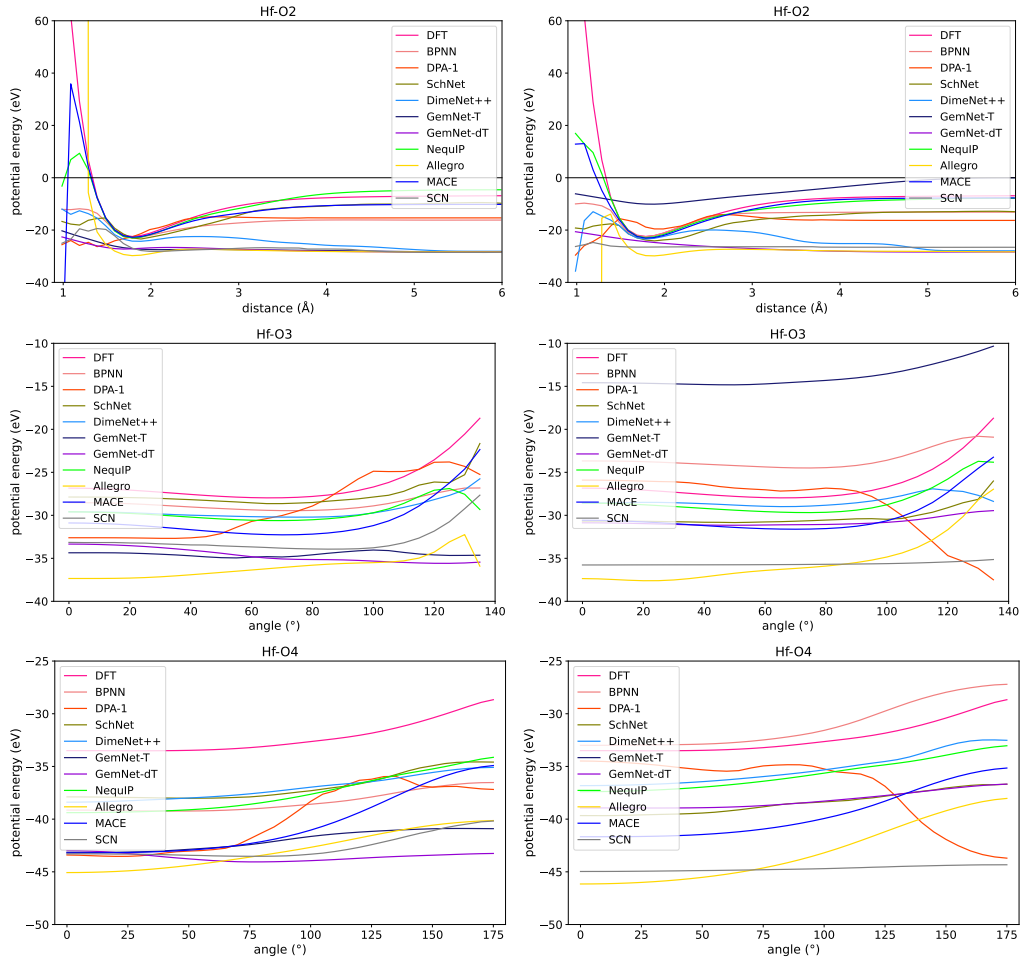 Hf-O2
potential energy (eV)
60
40
20
0
−20
−40
DFT
BPNN
DPA-1
SchNet
DimeNet++
GemNet-T
GemNet-dT
NequIP
Allegro
MACE
SCN
1
2
3
4
5
6
distance (Å)
Hf-O2
potential energy (eV)
60
40
20
0
−20
−40
DFT
BPNN
DPA-1
SchNet
DimeNet++
GemNet-T
GemNet-dT
NequIP
Allegro
MACE
SCN
1
2
3
4
5
6
distance (Å)
Hf-O3
potential energy (eV)
−10
−15
−20
−25
−30
−35
−40
DFT
BPNN
DPA-1
SchNet
DimeNet++
GemNet-T
GemNet-dT
NequIP
Allegro
MACE
SCN
0
20
40
60
80
100
120
140
angle (°)
Hf-O3
potential energy (eV)
−10
−15
−20
−25
−30
−35
−40
DFT
BPNN
DPA-1
SchNet
DimeNet++
GemNet-T
GemNet-dT
NequIP
Allegro
MACE
SCN
0
20
40
60
80
100
120
140
angle (°)
Hf-O4
potential energy (eV)
−25
−30
−35
−40
−45
−50
DFT
BPNN
DPA-1
SchNet
DimeNet++
GemNet-T
GemNet-dT
NequIP
Allegro
MACE
SCN
0
25
50
75
100
125
150
175
angle (°)
Hf-O4
potential energy (eV)
−25
−30
−35
−40
−45
−50
DFT
BPNN
DPA-1
SchNet
DimeNet++
GemNet-T
GemNet-dT
NequIP
Allegro
MACE
SCN
0
25
50
75
100
125
150
175
angle (°)